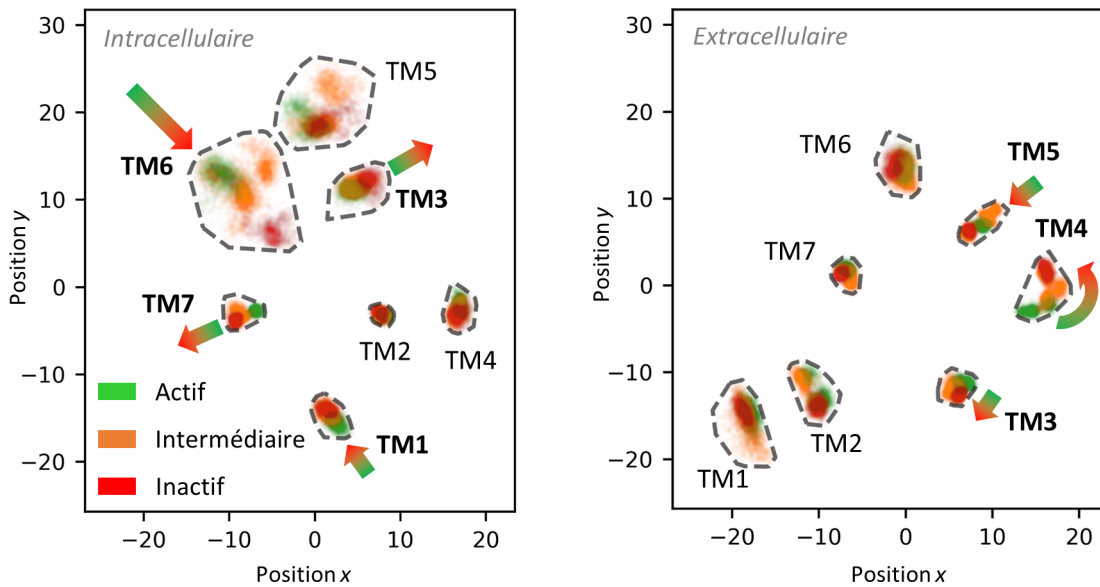 Intracellulaire
TM5
TM6
TM3
TM7
TM2
TM4
TM1
Actif
Intermédiaire
Inactif
30
20
10
0
−10
−20
Position y
−20
−10
0
10
20
Position x
Extracellulaire
TM6
TM5
TM4
TM7
TM3
TM2
TM1
30
20
10
0
−10
−20
Position y
−20
−10
0
10
20
Position x